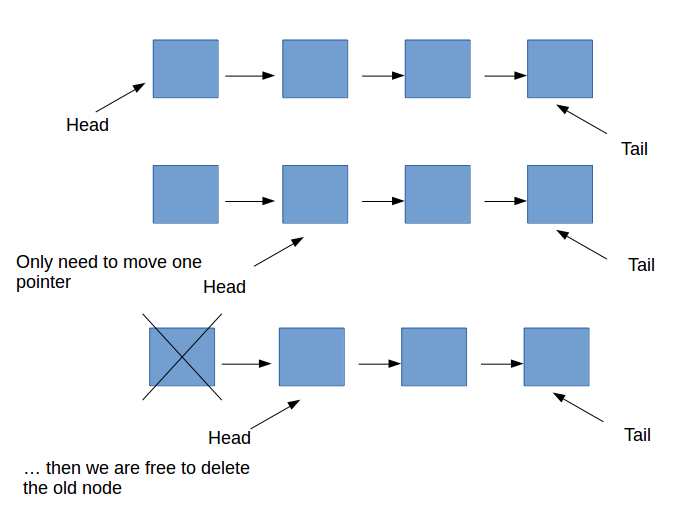 Head
Tail
Only need to move one
pointer
Head
Tail
Head
Tail
… then we are free to delete
the old node